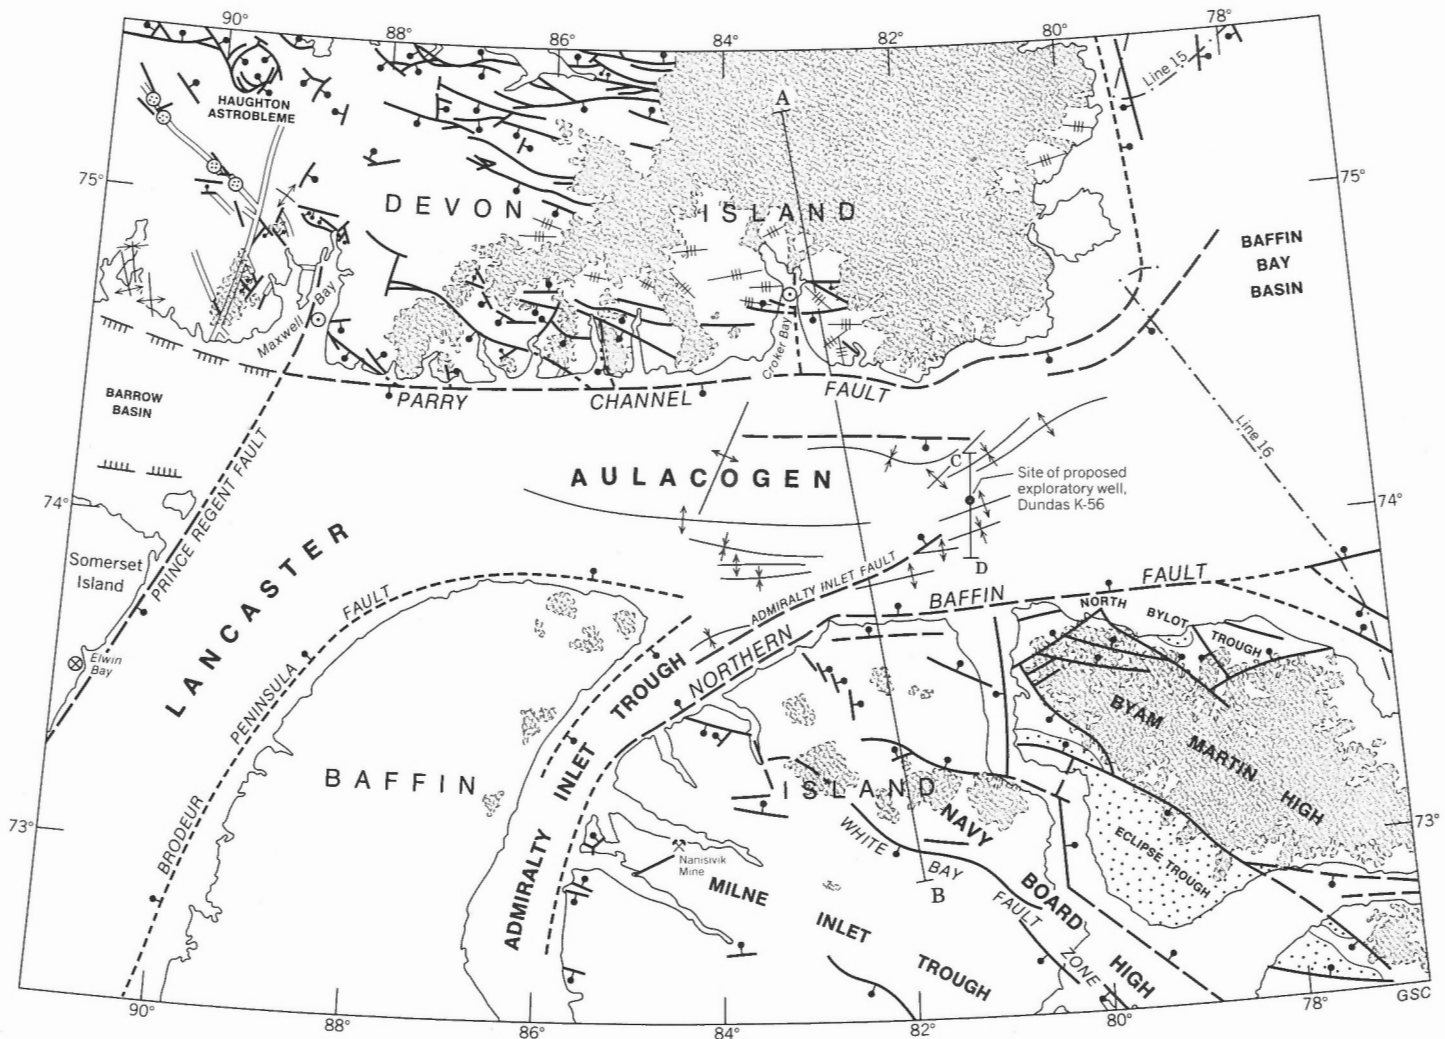 90°
88°
86°
84°
82°
80°
78°
Line 15
HAUGHTON
ASTROBLEME
A
75°
75°
DEVON ISLAND
BAFFIN
BAY
BASIN
Maxwell Bay
Croker Bay
BARROW
BASIN
PARRY CHANNEL FAULT
Line 16
PRINCE REGENT FAULT
AULACOGEN
C
Site of proposed
exploratory well,
Dundas K-56
74°
74°
Somerset
Island
LANCASTER
D
ADMIRALTY INLET FAULT
BRODEUR PENINSULA FAULT
NORTHERN BAFFIN FAULT
NORTH BYLOT TROUGH
Elwin
Bay
ADMIRALTY INLET TROUGH
BYAM MARTIN HIGH
BAFFIN ISLAND
73°
73°
NAVY BOARD HIGH
WHITE BAY FAULT ZONE
ECLIPSE TROUGH
Nanisivik
Mine
MILNE INLET TROUGH
B
90°
88°
86°
84°
82°
80°
78°
GSC